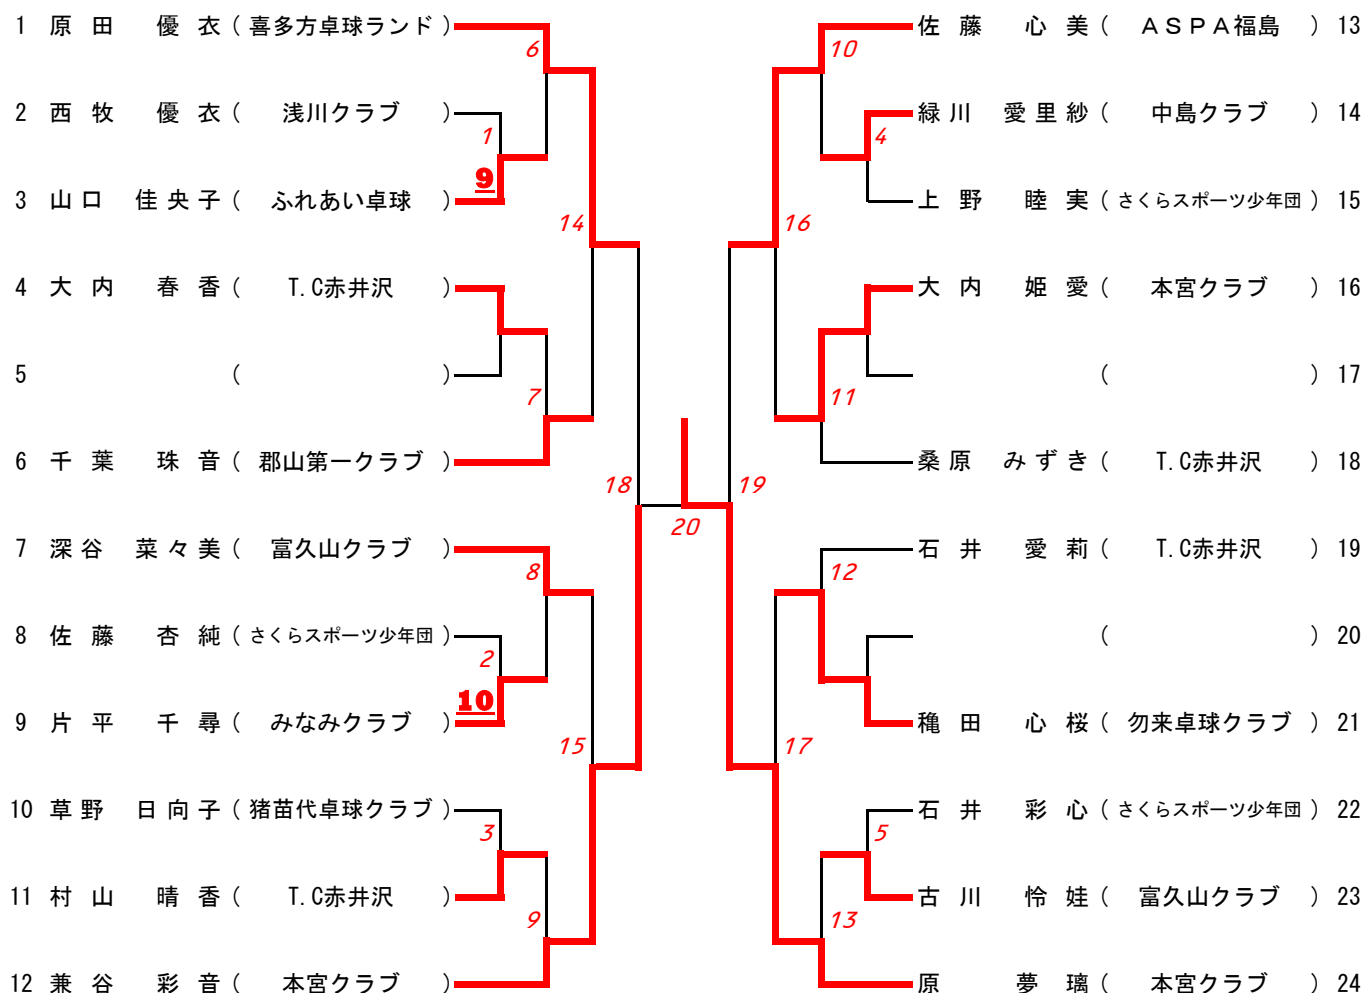 1 原田 優衣 ( 喜多方卓球ランド )
6
2 西牧 優衣 ( 浅川クラブ )
1
9
3 山口 佳央子 ( ふれあい卓球 )
14
4 大内 春香 ( T.C赤井沢 )
5 ( )
7
6 千葉 珠音 ( 郡山第一クラブ )
18
7 深谷 菜々美 ( 富久山クラブ )
8
8 佐藤 杏純 ( さくらスポーツ少年団 )
2
10
9 片平 千尋 ( みなみクラブ )
15
10 草野 日向子 ( 猪苗代卓球クラブ )
3
11 村山 晴香 ( T.C赤井沢 )
9
12 兼谷 彩音 ( 本宮クラブ )
20
佐藤 心美 ( ASPA福島 ) 13
10
緑川 愛里紗 ( 中島クラブ ) 14
4
上野 睦実 ( さくらスポーツ少年団 ) 15
16
大内 姫愛 ( 本宮クラブ ) 16
( ) 17
11
桑原 みずき ( T.C赤井沢 ) 18
19
石井 愛莉 ( T.C赤井沢 ) 19
12
( ) 20
穐田 心桜 ( 勿来卓球クラブ ) 21
17
石井 彩心 ( さくらスポーツ少年団 ) 22
5
古川 怜娃 ( 富久山クラブ ) 23
13
原 夢璃 ( 本宮クラブ ) 24